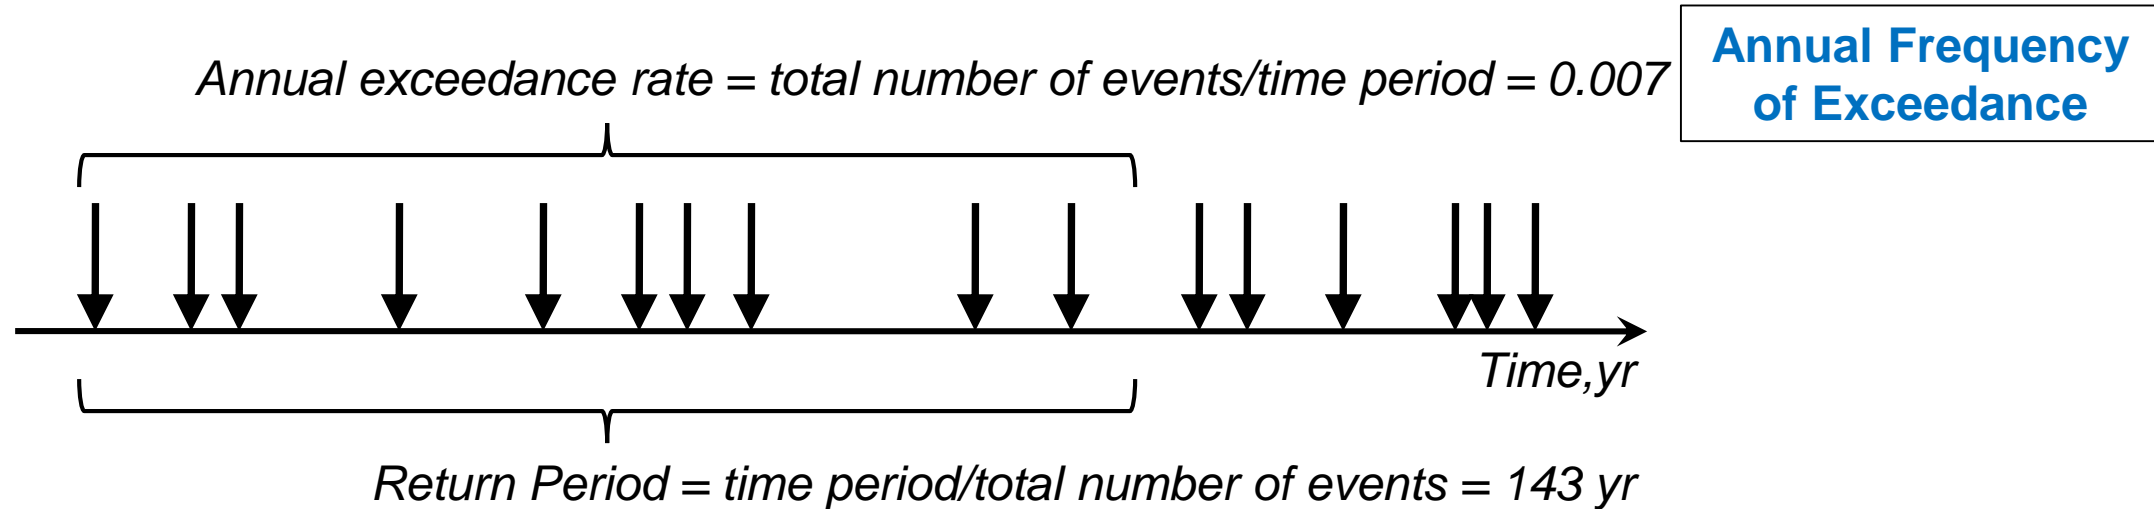 Annual exceedance rate = total number of events/time period = 0.007
Annual Frequency
of Exceedance
Time,yr
Return Period = time period/total number of events = 143 yr